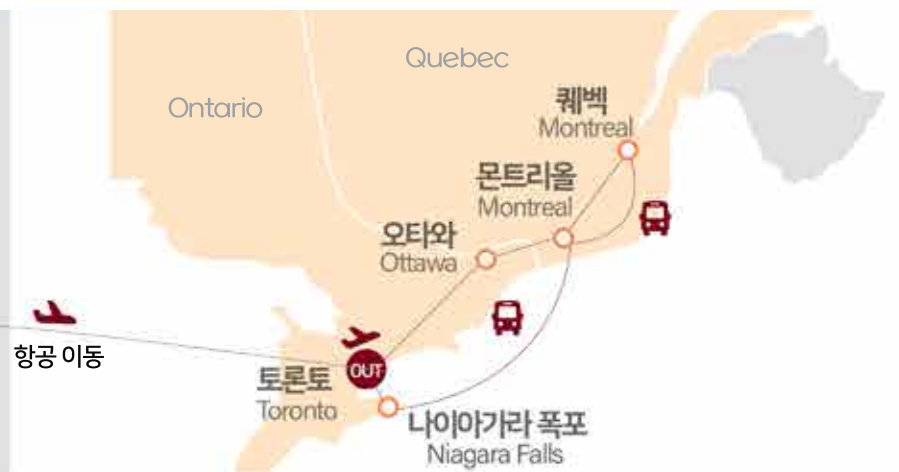 Quebec
Ontario
퀘벡
Montreal
몬트리올
Montreal
오타와
Ottawa
항공 이동
OUT
토론토
Toronto
나이아가라 폭포
Niagara Falls